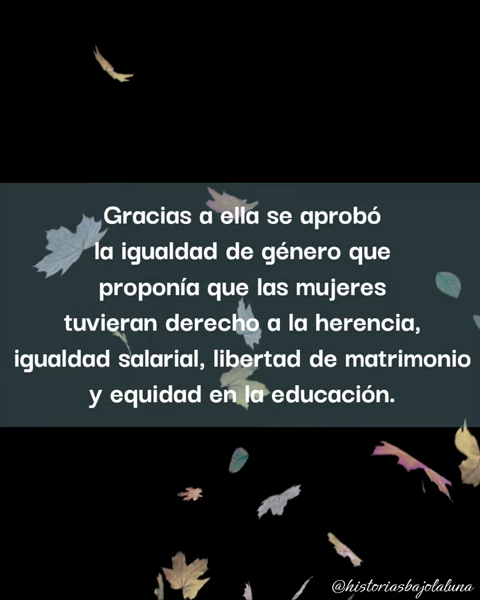 Gracias a ella se aprobó
la igualdad de género que
proponía que las mujeres
tuvieran derecho a la herencia,
igualdad salarial, libertad de matrimonio
y equidad en la educación.
@historiasbajolaluna